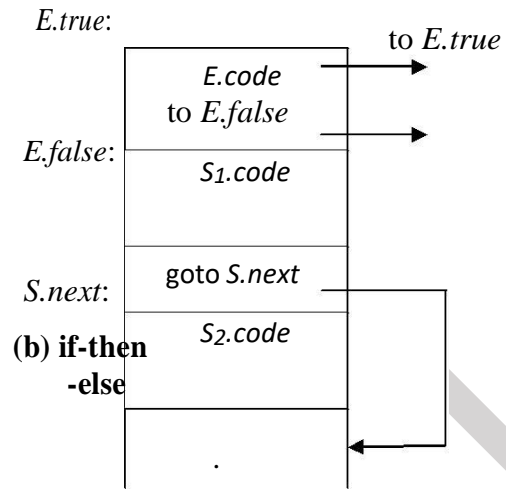 E.true:
to E.true
E.code
to E.false
E.false:
S1.code
S.next:
goto S.next
S2.code
(b) if-then
-else
.